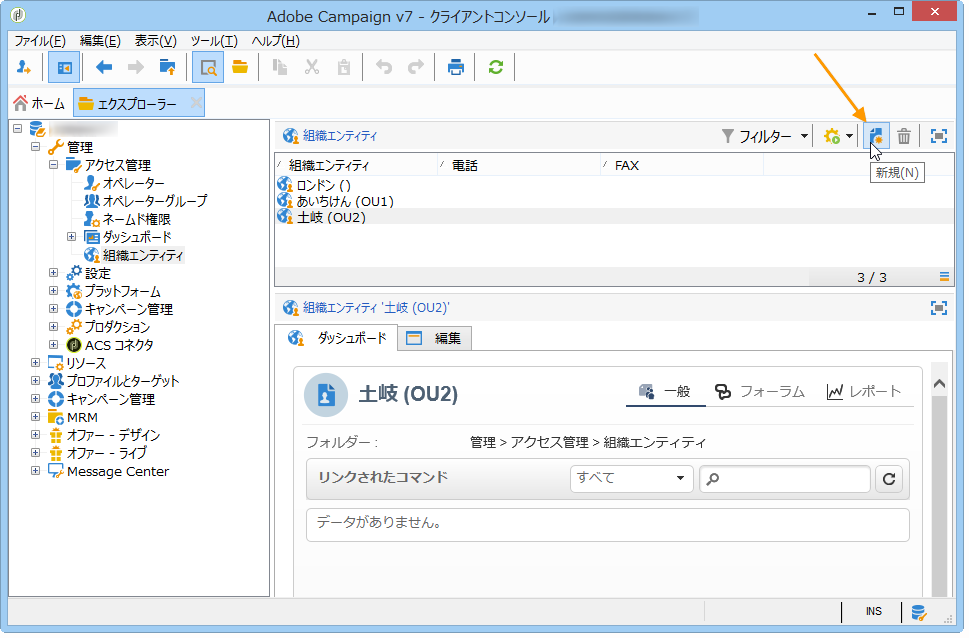 Adobe Campaign v7 - クライアントコンソール
ファイル(F) 編集(E) 表示(V) ツール(T) ヘルプ(H)
ホーム エクスプローラー
管理
アクセス管理
オペレーター
オペレーターグループ
ネームド権限
ダッシュボード
組織エンティティ
設定
プラットフォーム
キャンペーン管理
プロダクション
ACS コネクタ
リソース
プロファイルとターゲット
キャンペーン管理
MRM
オファー - デザイン
オファー - ライブ
Message Center
組織エンティティ フィルター
新規(N)
組織エンティティ 電話 FAX
ロンドン ()
あいちけん (OU1)
土岐 (OU2)
3 / 3
組織エンティティ '土岐 (OU2)'
ダッシュボード 編集
土岐 (OU2) 一般 フォーラム レポート
フォルダー : 管理 > アクセス管理 > 組織エンティティ
リンクされたコマンド すべて
データがありません。
INS